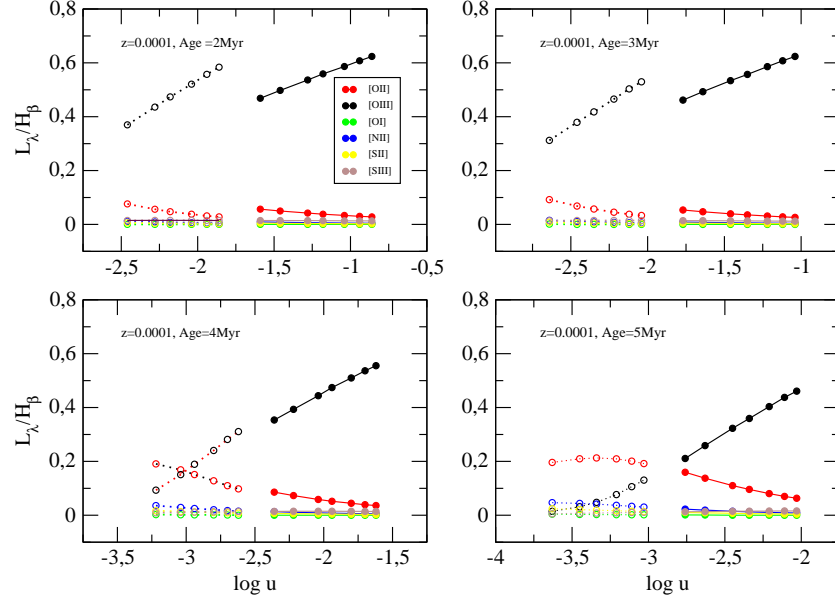 0,8
0,6
0,4
0,2
0
L_λ/H_β
z=0.0001, Age =2Myr
[OII]
[OIII]
[OI]
[NII]
[SII]
[SIII]
-2,5 -2 -1,5 -1 -0,5
0,8
0,6
0,4
0,2
0
z=0.0001, Age=3Myr
-2,5 -2 -1,5 -1
0,8
0,6
0,4
0,2
0
L_λ/H_β
z=0.0001, Age=4Myr
-3,5 -3 -2,5 -2 -1,5
log u
0,8
0,6
0,4
0,2
0
z=0.0001, Age=5Myr
-4 -3,5 -3 -2,5 -2
log u